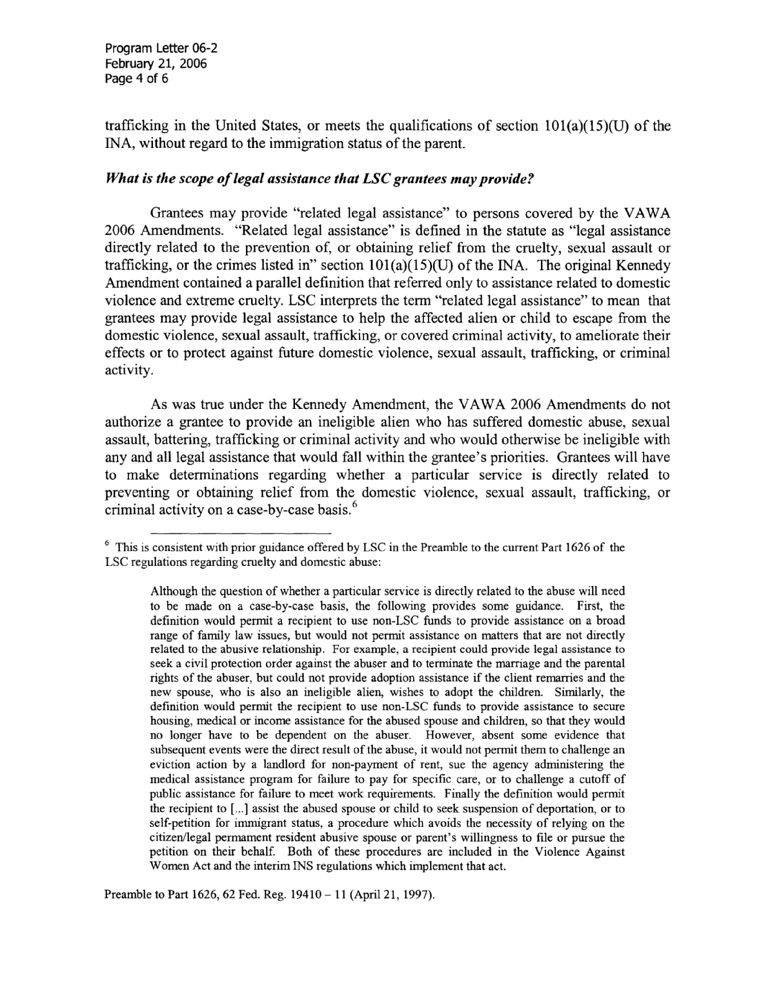 Program Letter 06-2
February 21, 2006
Page 4 of 6
trafficking in the United States, or meets the qualifications of section 101(a)(15)(U) of the
INA, without regard to the immigration status of the parent.
What is the scope of legal assistance that LSC grantees may provide?
Grantees may provide “related legal assistance” to persons covered by the VAWA
2006 Amendments. “Related legal assistance” is defined in the statute as “legal assistance
directly related to the prevention of, or obtaining relief from the cruelty, sexual assault or
trafficking, or the crimes listed in” section 101(a)(15)(U) of the INA. The original Kennedy
Amendment contained a parallel definition that referred only to assistance related to domestic
violence and extreme cruelty. LSC interprets the term “related legal assistance” to mean that
grantees may provide legal assistance to help the affected alien or child to escape from the
domestic violence, sexual assault, trafficking, or covered criminal activity, to ameliorate their
effects or to protect against future domestic violence, sexual assault, trafficking, or criminal
activity.
As was true under the Kennedy Amendment, the VAWA 2006 Amendments do not
authorize a grantee to provide an ineligible alien who has suffered domestic abuse, sexual
assault, battering, trafficking or criminal activity and who would otherwise be ineligible with
any and all legal assistance that would fall within the grantee’s priorities. Grantees will have
to make determinations regarding whether a particular service is directly related to
preventing or obtaining relief from the domestic violence, sexual assault, trafficking, or
criminal activity on a case-by-case basis.6
6 This is consistent with prior guidance offered by LSC in the Preamble to the current Part 1626 of the
LSC regulations regarding cruelty and domestic abuse:
Although the question of whether a particular service is directly related to the abuse will need
to be made on a case-by-case basis, the following provides some guidance. First, the
definition would permit a recipient to use non-LSC funds to provide assistance on a broad
range of family law issues, but would not permit assistance on matters that are not directly
related to the abusive relationship. For example, a recipient could provide legal assistance to
seek a civil protection order against the abuser and to terminate the marriage and the parental
rights of the abuser, but could not provide adoption assistance if the client remarries and the
new spouse, who is also an ineligible alien, wishes to adopt the children. Similarly, the
definition would permit the recipient to use non-LSC funds to provide assistance to secure
housing, medical or income assistance for the abused spouse and children, so that they would
no longer have to be dependent on the abuser. However, absent some evidence that
subsequent events were the direct result of the abuse, it would not permit them to challenge an
eviction action by a landlord for non-payment of rent, sue the agency administering the
medical assistance program for failure to pay for specific care, or to challenge a cutoff of
public assistance for failure to meet work requirements. Finally the definition would permit
the recipient to [...] assist the abused spouse or child to seek suspension of deportation, or to
self-petition for immigrant status, a procedure which avoids the necessity of relying on the
citizen/legal permament resident abusive spouse or parent’s willingness to file or pursue the
petition on their behalf. Both of these procedures are included in the Violence Against
Women Act and the interim INS regulations which implement that act.
Preamble to Part 1626, 62 Fed. Reg. 19410 – 11 (April 21, 1997).